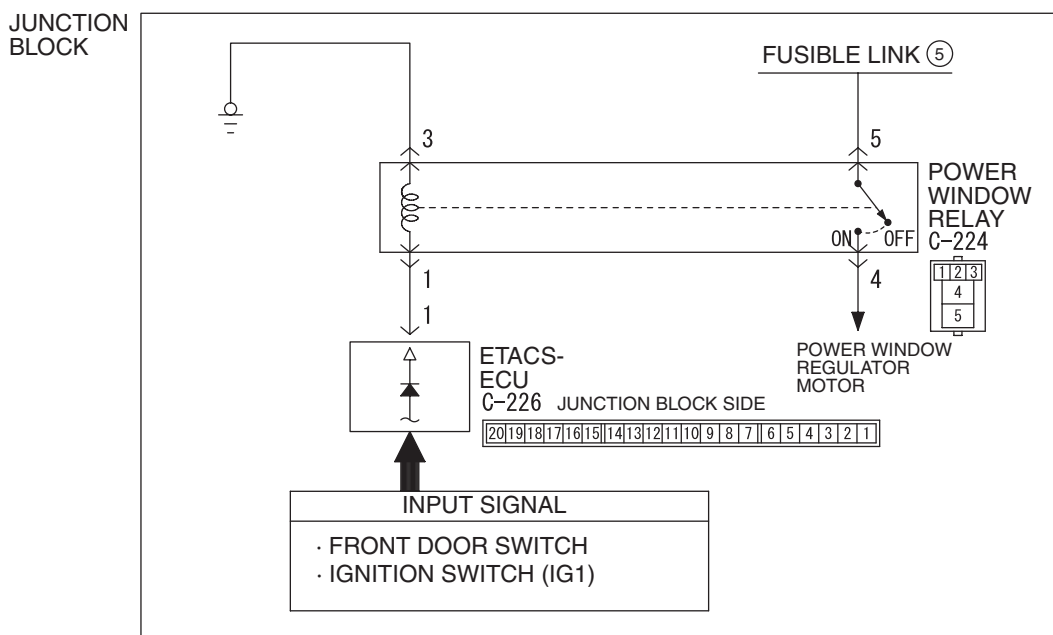 JUNCTION
BLOCK
FUSIBLE LINK ⑤
3
5
POWER
WINDOW
RELAY
C-224
ON OFF
1 2 3
4
5
1
4
1
POWER WINDOW
REGULATOR
MOTOR
ETACS-
ECU
C-226 JUNCTION BLOCK SIDE
20 19 18 17 16 15 14 13 12 11 10 9 8 7 6 5 4 3 2 1
INPUT SIGNAL
· FRONT DOOR SWITCH
· IGNITION SWITCH (IG1)